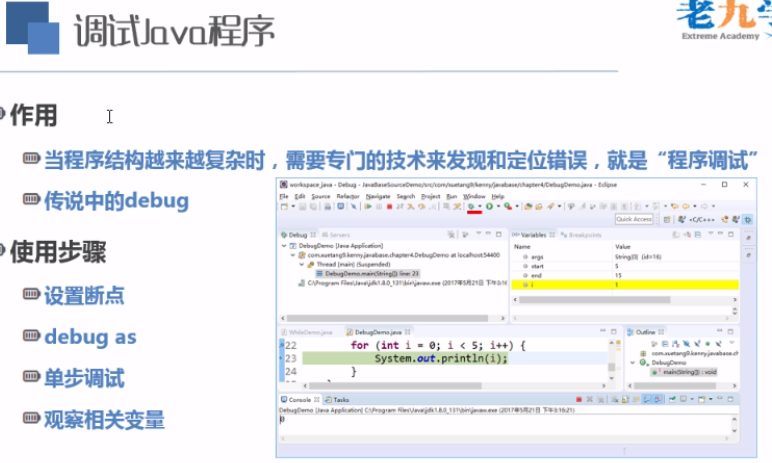 调试Java程序
老九学
Extreme Academy
作用
当程序结构越来越复杂时，需要专门的技术来发现和定位错误，就是“程序调试”
传说中的debug
使用步骤
设置断点
debug as
单步调试
观察相关变量
workspace_java - Debug - JavaBaseSourceDemo/src/com/xuetang9/kenny/javabase/chapter4/DebugDemo.java - Eclipse
File Edit Source Refactor Navigate Search Project Run Window Help
Quick Access
C/C++
Debug Servers
DebugDemo [Java Application]
com.xuetang9.kenny.javabase.chapter4.DebugDemo at localhost:54400
Thread [main] (Suspended)
DebugDemo.main(String[]) line: 23
C:\Program Files\Java\jdk1.8.0_131\bin\javaw.exe (2017年5月21日 下午3:16
Variables Breakpoints
Name Value
args String[0] (id=16)
start 5
end 15
i 1
WhileDemo.java DebugDemo.java
22 for (int i = 0; i < 5; i++) {
23 System.out.println(i);
24 }
Outline
com.xuetang9.kenny.javabase.ch
DebugDemo
main(String[]) : void
Console Tasks
DebugDemo [Java Application] C:\Program Files\Java\jdk1.8.0_131\bin\javaw.exe (2017年5月21日 下午3:16:21)
0